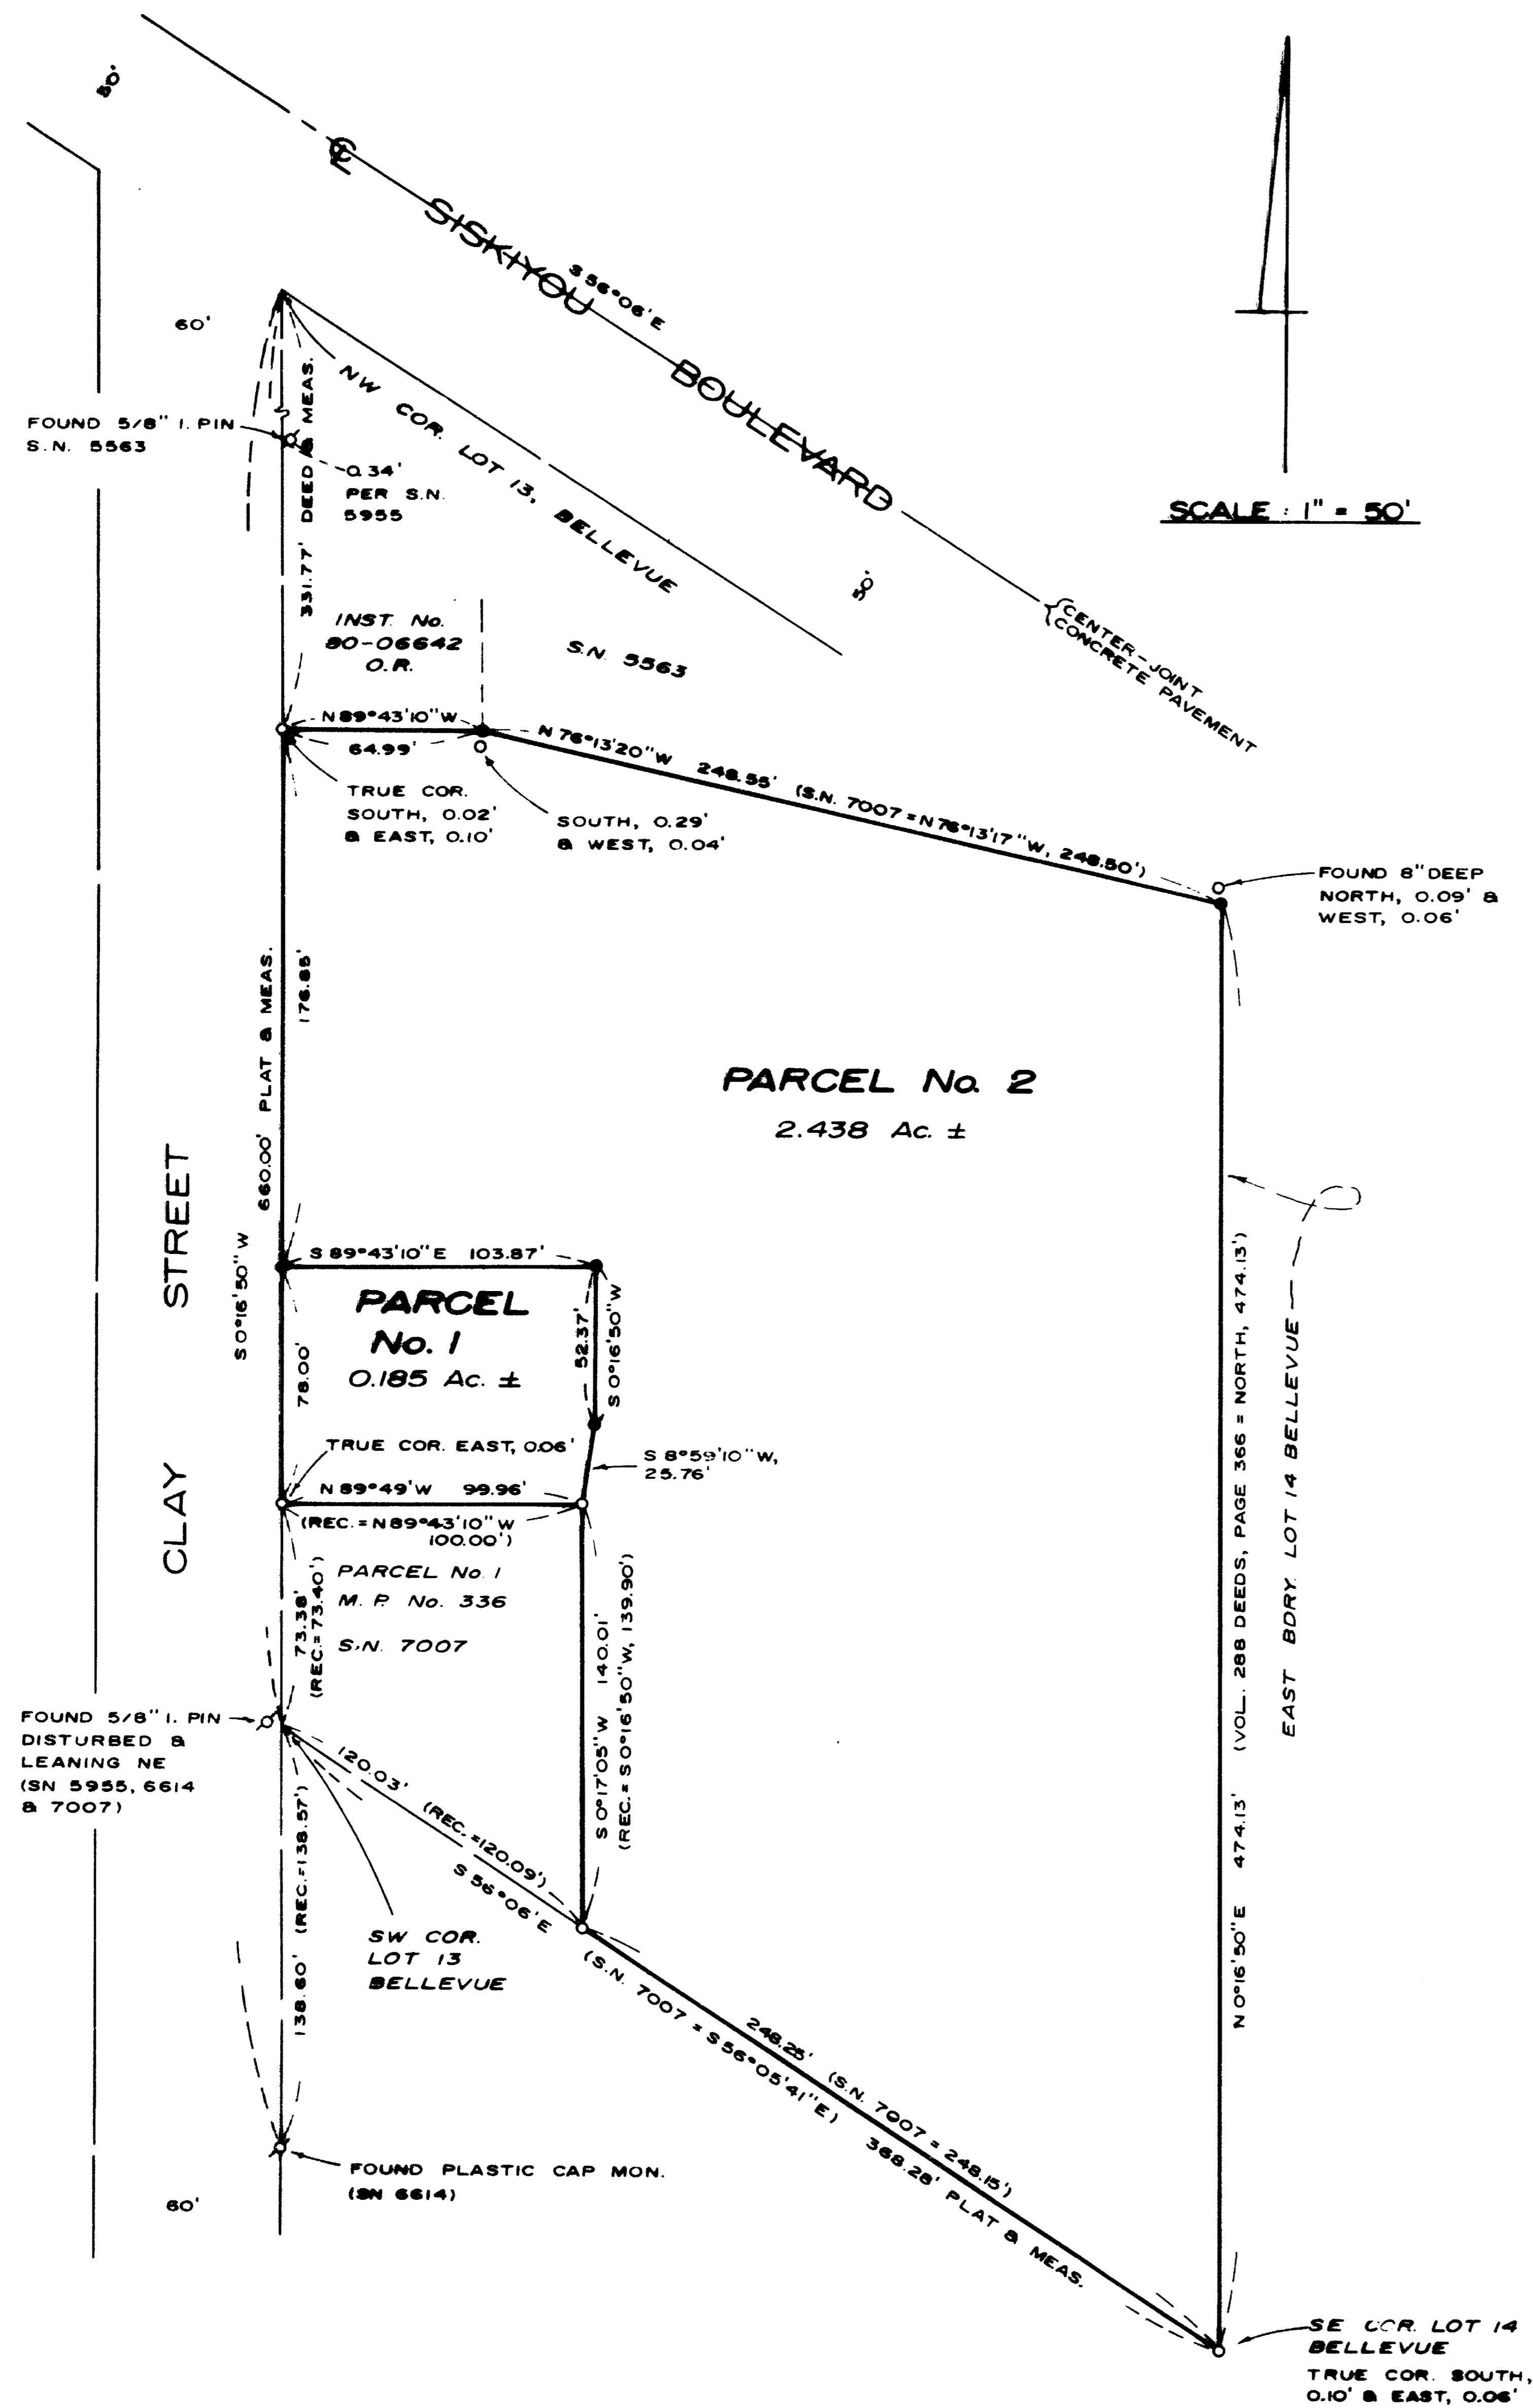 50'
℄
SISKIYOU BOULEVARD
S 56°06' E
60'
NW COR. LOT 13, BELLEVUE
FOUND 5/8" I. PIN
S.N. 5563
0.34'
PER S.N.
5955
331.77' DEED & MEAS.
SCALE : 1" = 50'
50'
CENTER-JOINT
CONCRETE PAVEMENT
INST. No.
80-06642
O.R.
S.N. 5563
N 89°43'10" W
64.99'
N 76°13'20" W 248.55' (S.N. 7007 = N 76°13'17" W, 248.50')
TRUE COR.
SOUTH, 0.02'
& EAST, 0.10'
SOUTH, 0.29'
& WEST, 0.04'
FOUND 8" DEEP
NORTH, 0.09' &
WEST, 0.06'
660.00' PLAT & MEAS.
176.85'
PARCEL No. 2
2.438 Ac. ±
CLAY STREET
S 0°16'50" W
S 89°43'10" E 103.87'
PARCEL
No. 1
0.185 Ac. ±
78.00'
52.37'
S 0°16'50" W
TRUE COR. EAST, 0.06'
S 8°59'10" W,
25.76'
N 89°49' W 99.96'
(REC. = N 89°43'10" W
100.00')
PARCEL No. 1
M. P. No. 336
S.N. 7007
73.38'
(REC.= 73.40')
S 0°17'05" W 140.01'
(REC. = S 0°16'50" W, 139.90')
N 0°16'50" E 474.13' (VOL. 288 DEEDS, PAGE 366 = NORTH, 474.13')
EAST BDRY. LOT 14 BELLEVUE
FOUND 5/8" I. PIN
DISTURBED &
LEANING NE
(SN 5955, 6614
& 7007)
120.03' (REC. = 120.09')
S 56°06' E
138.60' (REC.= 138.57')
SW COR.
LOT 13
BELLEVUE
248.25' (S.N. 7007 = 248.15')
(S.N. 7007 = S 56°05'41" E) 368.28' PLAT & MEAS.
FOUND PLASTIC CAP MON.
(SN 6614)
60'
SE COR. LOT 14
BELLEVUE
TRUE COR. SOUTH,
0.10' & EAST, 0.06'